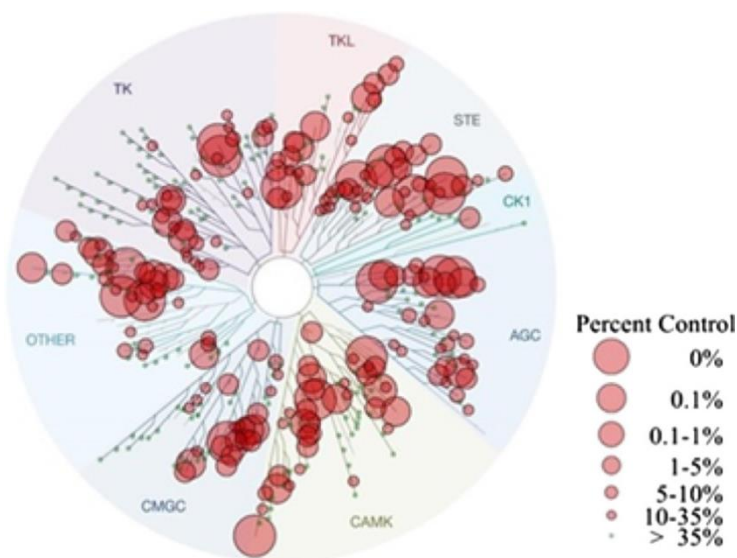 TKL
TK
STE
CK1
AGC
OTHER
CMGC
CAMK
Percent Control
0%
0.1%
0.1-1%
1-5%
5-10%
10-35%
> 35%